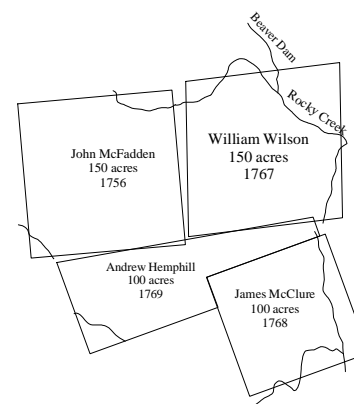 Beaver Dam
Rocky Creek
John McFadden
150 acres
1756
William Wilson
150 acres
1767
Andrew Hemphill
100 acres
1769
James McClure
100 acres
1768